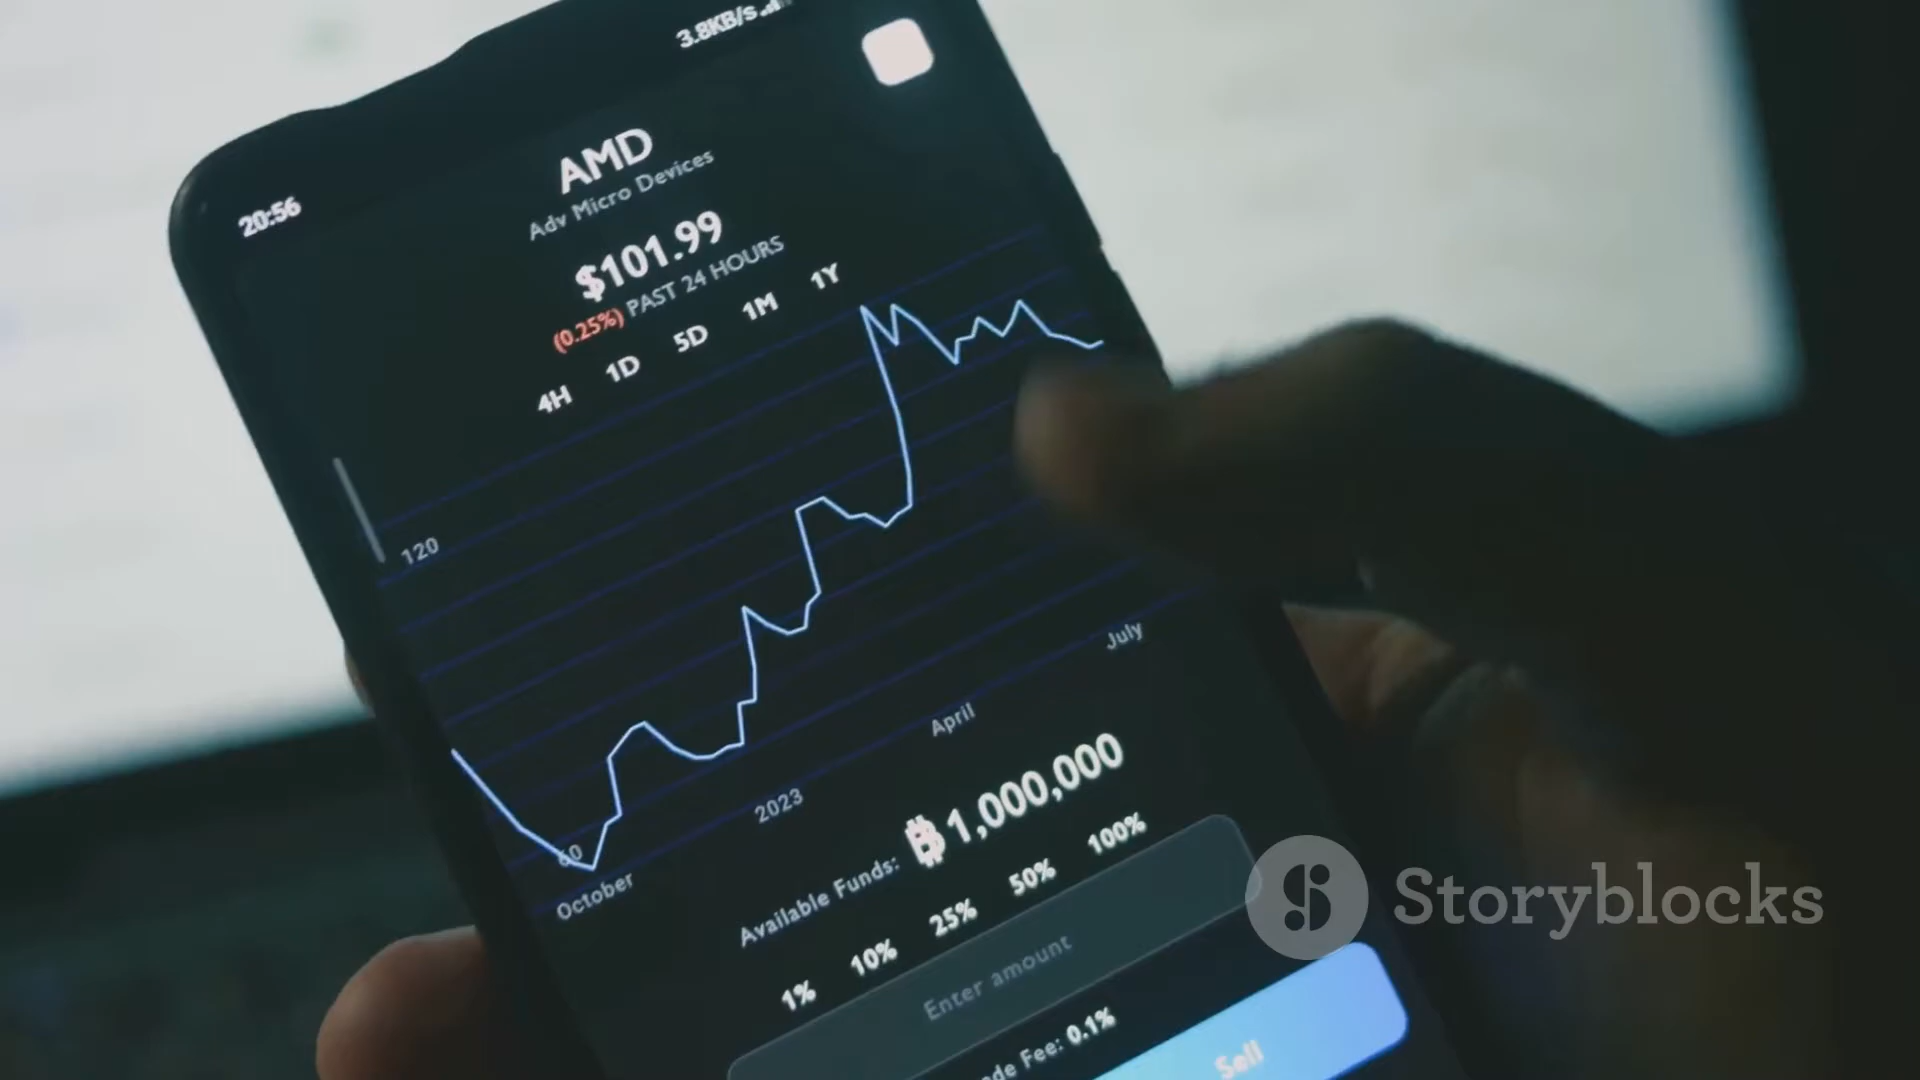 3.8KB/s
20:56
AMD
Adv Micro Devices
$101.99
(0.25%) PAST 24 HOURS
4H 1D 5D 1M 1Y
120
60
October 2023 April July
Available Funds: ₿ 1,000,000
1% 10% 25% 50% 100%
Enter amount
Fee: 0.1%
Sell
Storyblocks